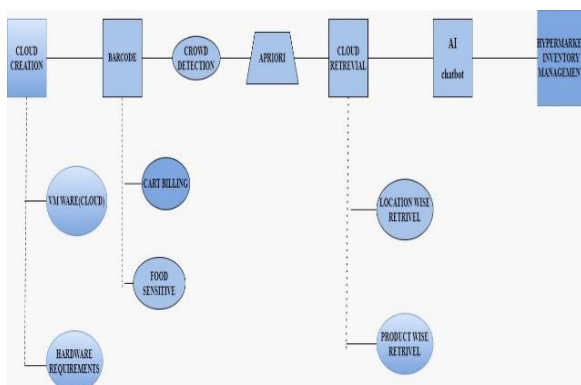 CLOUD
CREATION
BARCODE
CROWD
DETECTION
APRIORI
CLOUD
RETREVIAL
AI
chatbot
HYPERMARKE
INVENTORY
MANAGEMENT
VM WARE(CLOUD)
CART BILLING
FOOD
SENSITIVE
LOCATION WISE
RETRIVEL
HARDWARE
REQUIREMENTS
PRODUCT WISE
RETRIVEL